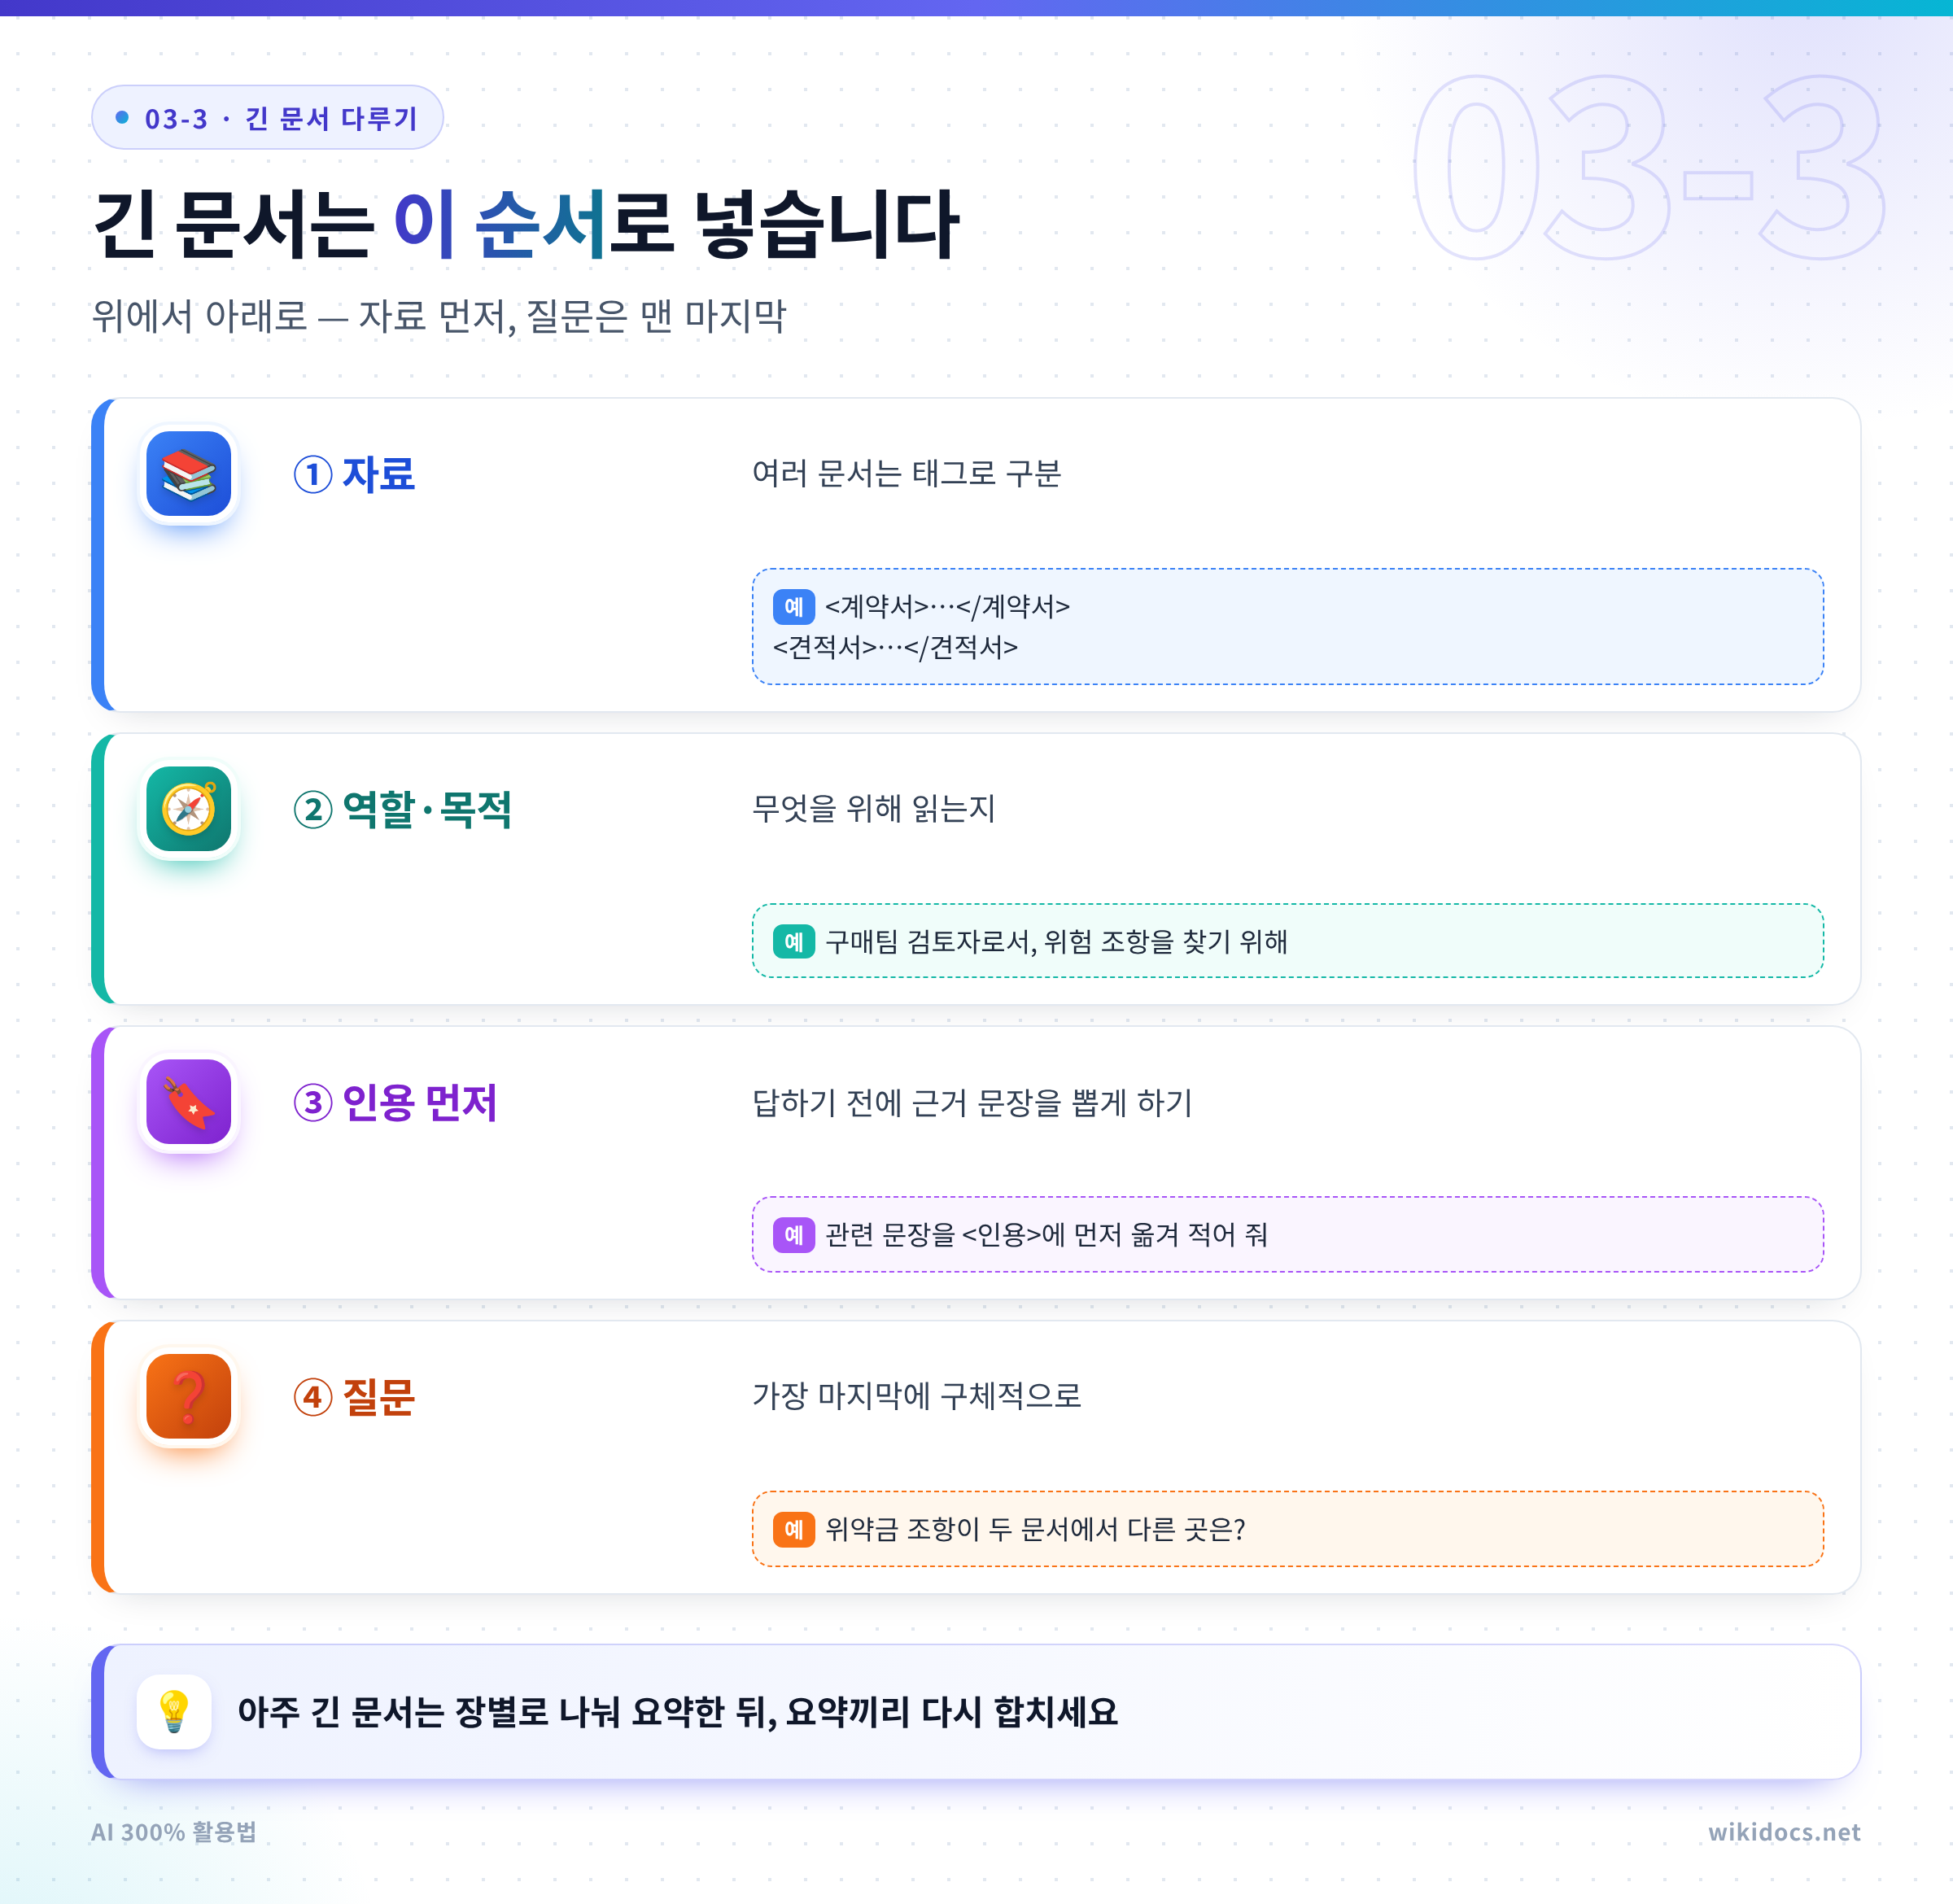 03-3 · 긴 문서 다루기
03-3
긴 문서는 이 순서로 넣습니다
위에서 아래로 — 자료 먼저, 질문은 맨 마지막
① 자료
여러 문서는 태그로 구분
예 <계약서>⋯</계약서>
<견적서>⋯</견적서>
② 역할·목적
무엇을 위해 읽는지
예 구매팀 검토자로서, 위험 조항을 찾기 위해
③ 인용 먼저
답하기 전에 근거 문장을 뽑게 하기
예 관련 문장을 <인용>에 먼저 옮겨 적어 줘
④ 질문
가장 마지막에 구체적으로
예 위약금 조항이 두 문서에서 다른 곳은?
아주 긴 문서는 장별로 나눠 요약한 뒤, 요약끼리 다시 합치세요
AI 300% 활용법
wikidocs.net